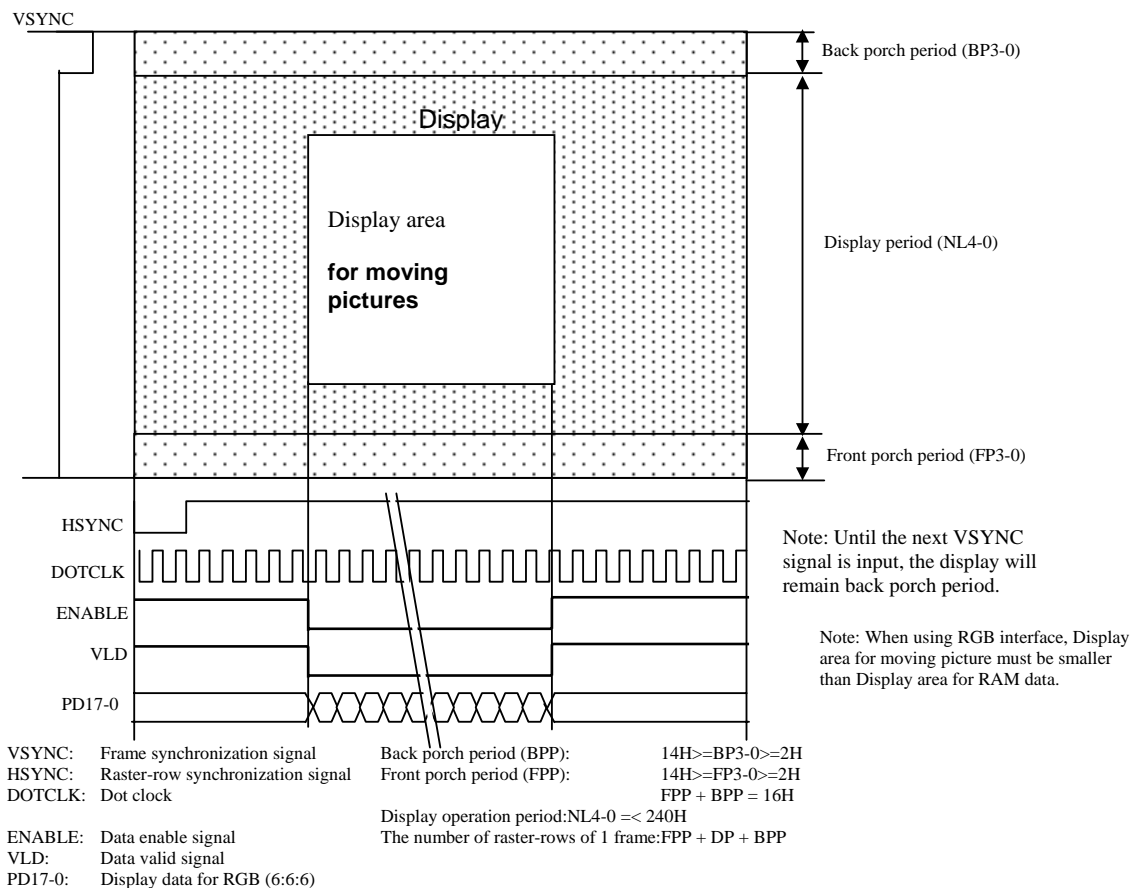 VSYNC
Back porch period (BP3-0)
Display
Display area
for moving
pictures
Display period (NL4-0)
Front porch period (FP3-0)
HSYNC
DOTCLK
ENABLE
VLD
PD17-0
Note: Until the next VSYNC
signal is input, the display will
remain back porch period.
Note: When using RGB interface, Display
area for moving picture must be smaller
than Display area for RAM data.
VSYNC: Frame synchronization signal
HSYNC: Raster-row synchronization signal
DOTCLK: Dot clock
ENABLE: Data enable signal
VLD: Data valid signal
PD17-0: Display data for RGB (6:6:6)
Back porch period (BPP): 14H>=BP3-0>=2H
Front porch period (FPP): 14H>=FP3-0>=2H
FPP + BPP = 16H
Display operation period:NL4-0 =< 240H
The number of raster-rows of 1 frame:FPP + DP + BPP